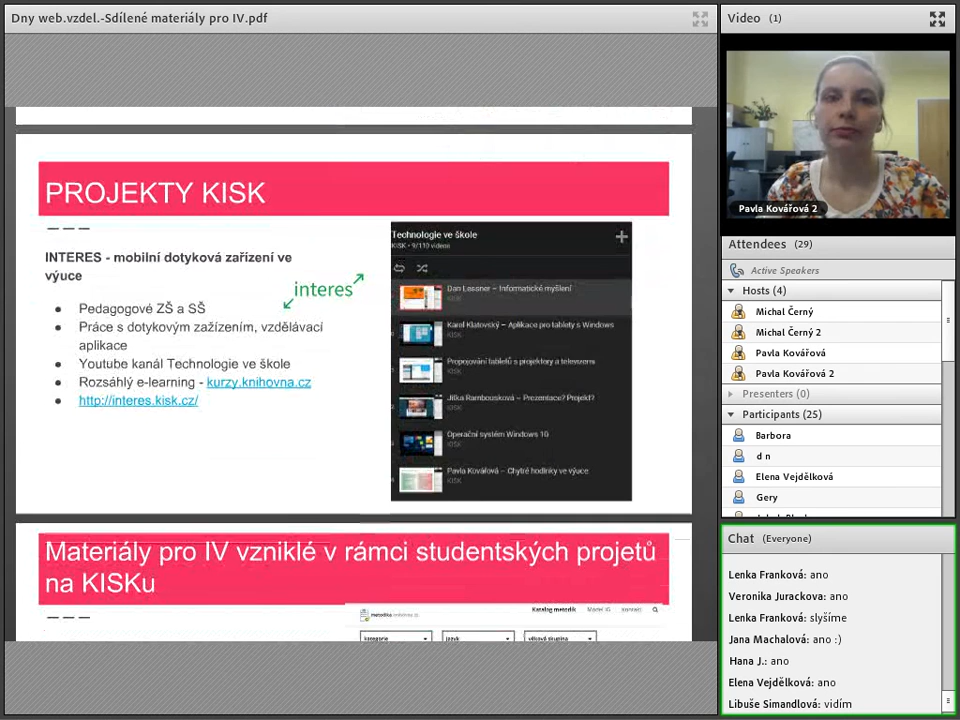 Dny web.vzdel.-Sdílené materiály pro IV.pdf
PROJEKTY KISK
INTERES - mobilní dotyková zařízení ve
výuce
interes
● Pedagogové ZŠ a SŠ
● Práce s dotykovým zažízením, vzdělávací
aplikace
● Youtube kanál Technologie ve škole
● Rozsáhlý e-learning - kurzy.knihovna.cz
● http://interes.kisk.cz/
Technologie ve škole
KISK • 9/110 videos
Dan Lessner – Informatické myšlení
KISK
Karel Klatovský – Aplikace pro tablety s Windows
KISK
Propojování tabletů s projektory a televizemi
KISK
Jitka Rambousková – Prezentace? Projekt?
KISK
Operační systém Windows 10
KISK
Pavla Kovářová – Chytré hodinky ve výuce
KISK
Materiály pro IV vzniklé v rámci studentských projetů
na KISKu
Katalog metodik
kategorie
jazyk
věková skupina
Video (1)
Pavla Kovářová 2
Attendees (29)
Active Speakers
Hosts (4)
Michal Černý
Michal Černý 2
Pavla Kovářová
Pavla Kovářová 2
Presenters (0)
Participants (25)
Barbora
d n
Elena Vejdělková
Gery
Chat (Everyone)
Lenka Franková: ano
Veronika Jurackova: ano
Lenka Franková: slyšíme
Jana Machalová: ano :)
Hana J.: ano
Elena Vejdělková: ano
Libuše Simandlová: vidím